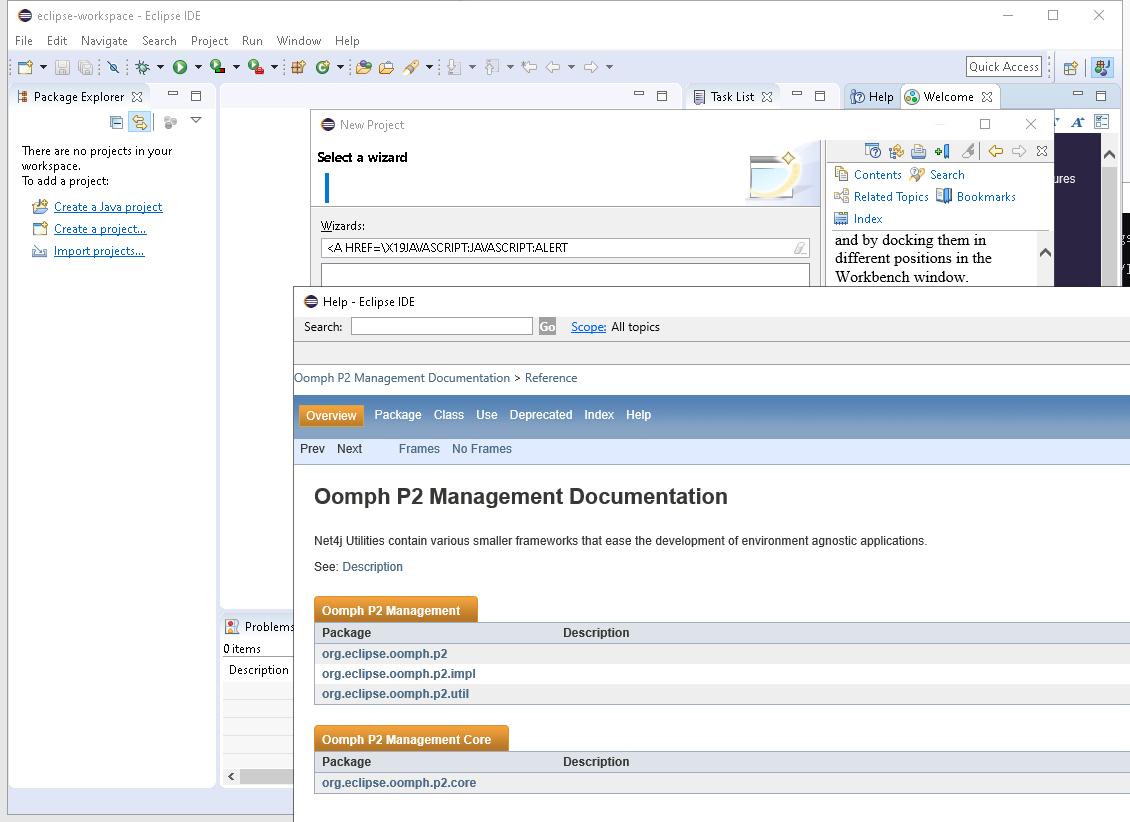 eclipse-workspace - Eclipse IDE
File Edit Navigate Search Project Run Window Help
Quick Access
Package Explorer
Task List
Help
Welcome
There are no projects in your
workspace.
To add a project:
Create a Java project
Create a project...
Import projects...
New Project
Select a wizard
Wizards:
<A HREF=\X19JAVASCRIPT:JAVASCRIPT:ALERT
Contents Search
Related Topics Bookmarks
Index
and by docking them in
different positions in the
Workbench window.
ures
Help - Eclipse IDE
Search: Go Scope: All topics
Oomph P2 Management Documentation > Reference
Overview Package Class Use Deprecated Index Help
Prev Next Frames No Frames
Oomph P2 Management Documentation
Net4j Utilities contain various smaller frameworks that ease the development of environment agnostic applications.
See: Description
Oomph P2 Management
Package Description
org.eclipse.oomph.p2
org.eclipse.oomph.p2.impl
org.eclipse.oomph.p2.util
Oomph P2 Management Core
Package Description
org.eclipse.oomph.p2.core
Problems
0 items
Description